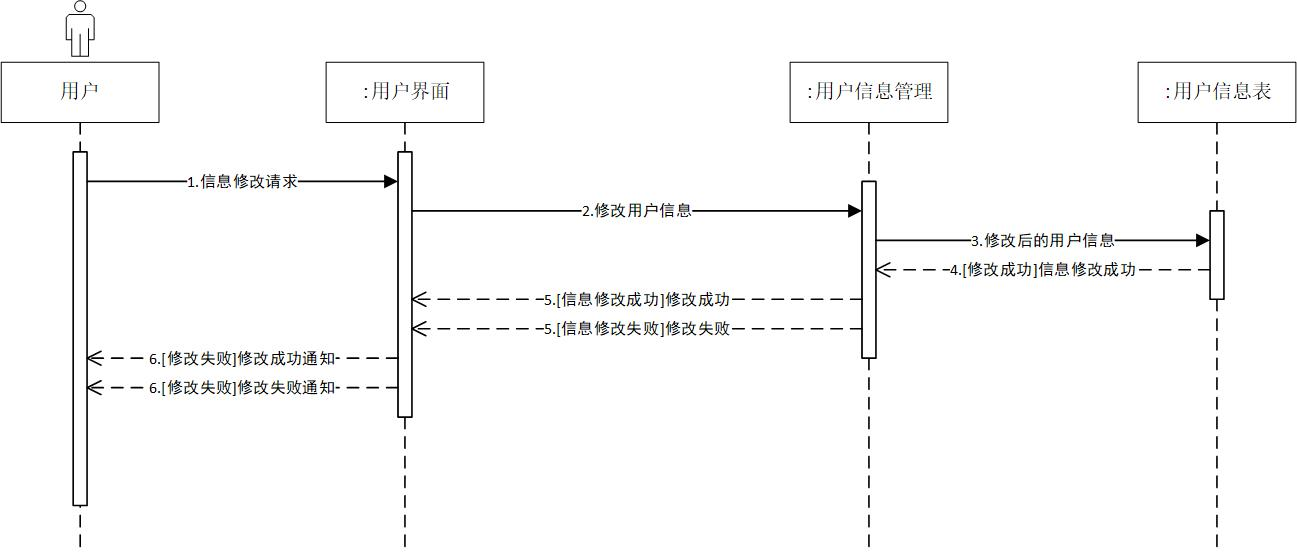 用户
:用户界面
:用户信息管理
:用户信息表
1.信息修改请求
2.修改用户信息
3.修改后的用户信息
4.[修改成功]信息修改成功
5.[信息修改成功]修改成功
5.[信息修改失败]修改失败
6.[修改失败]修改成功通知
6.[修改失败]修改失败通知